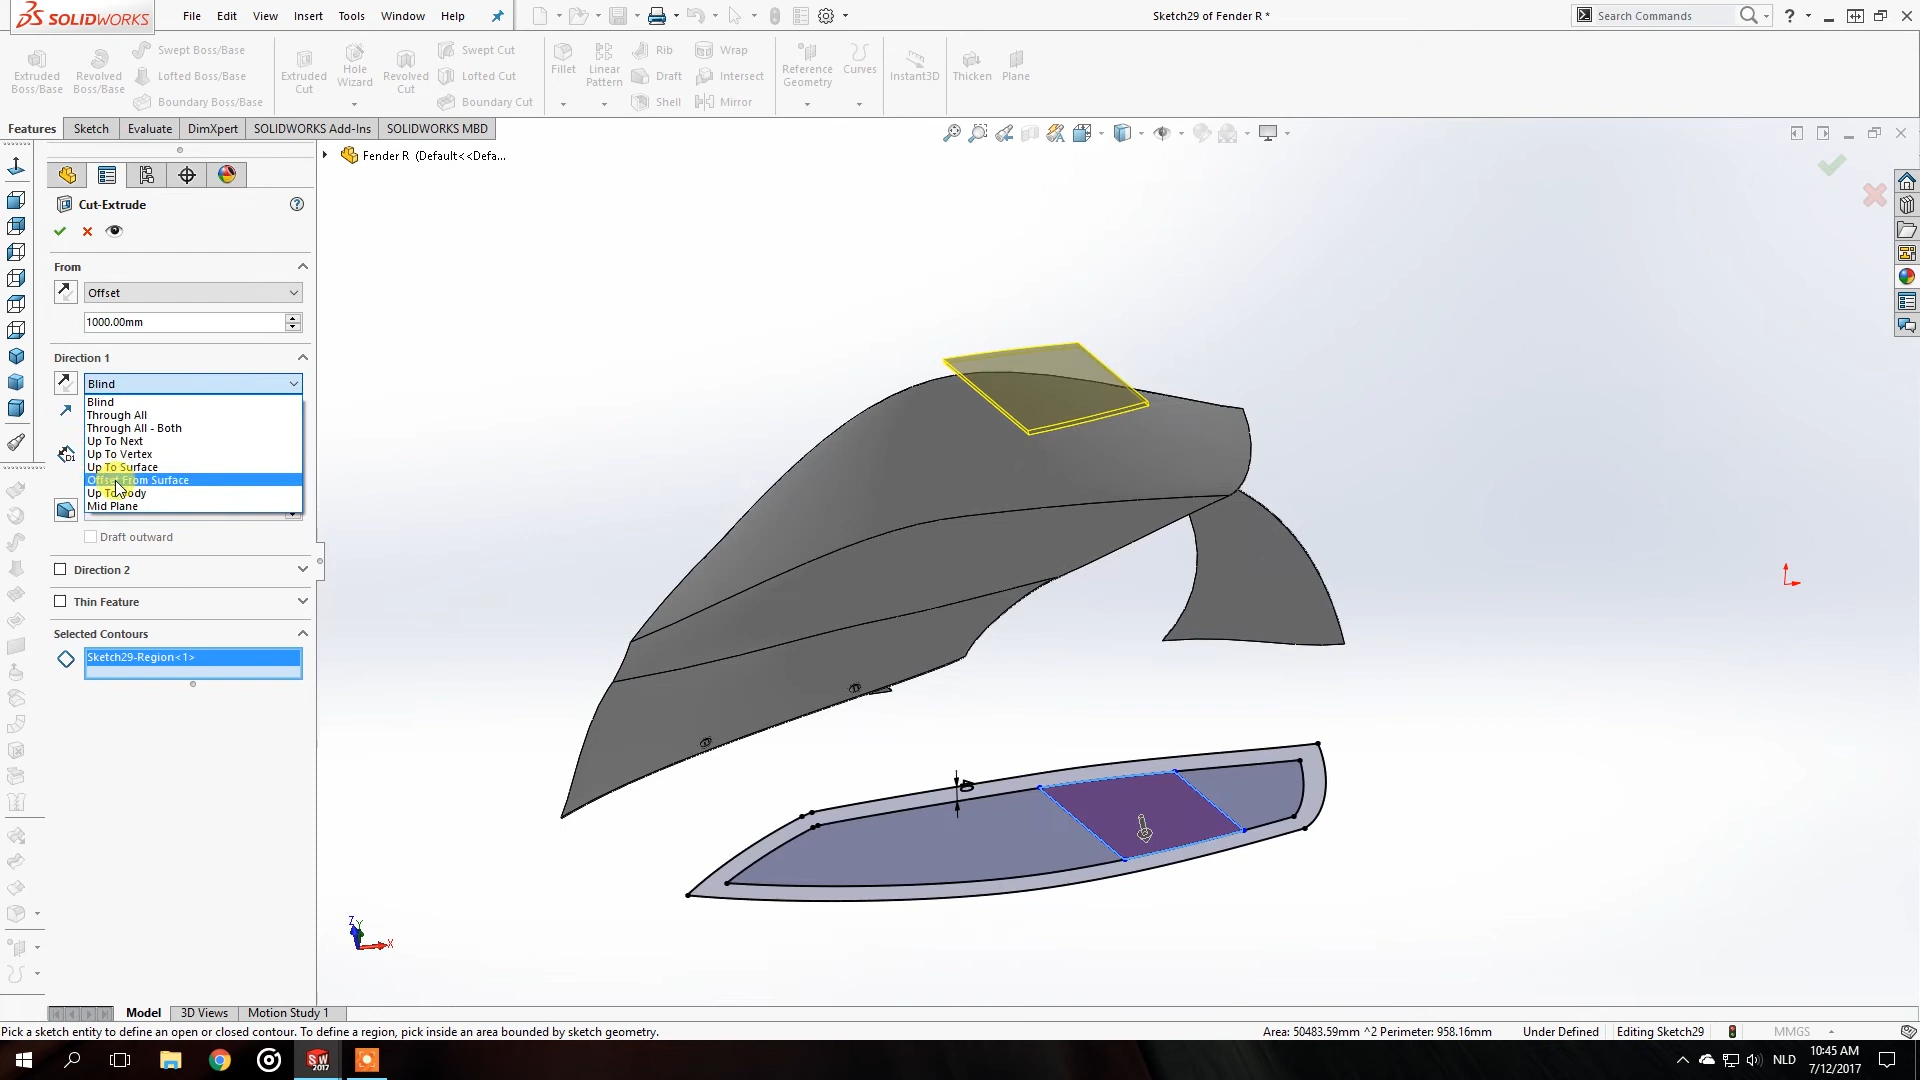 SOLIDWORKS File Edit View Insert Tools Window Help
Sketch29 of Fender R *
Search Commands
Extruded Boss/Base
Revolved Boss/Base
Swept Boss/Base
Lofted Boss/Base
Boundary Boss/Base
Extruded Cut
Hole Wizard
Revolved Cut
Swept Cut
Lofted Cut
Boundary Cut
Fillet
Linear Pattern
Rib
Draft
Shell
Wrap
Intersect
Mirror
Reference Geometry
Curves
Instant3D
Thicken
Plane
Features Sketch Evaluate DimXpert SOLIDWORKS Add-Ins SOLIDWORKS MBD
Fender R (Default<<Defa...
Cut-Extrude
From
Offset
1000.00mm
Direction 1
Blind
Blind
Through All
Through All - Both
Up To Next
Up To Vertex
Up To Surface
Offset From Surface
Up To Body
Mid Plane
Draft outward
Direction 2
Thin Feature
Selected Contours
Sketch29-Region<1>
Z Y
X
Model 3D Views Motion Study 1
Pick a sketch entity to define an open or closed contour. To define a region, pick inside an area bounded by sketch geometry.
Area: 50483.59mm ^2 Perimeter: 958.16mm Under Defined Editing Sketch29 MMGS
SW 2017
NLD
10:45 AM
7/12/2017